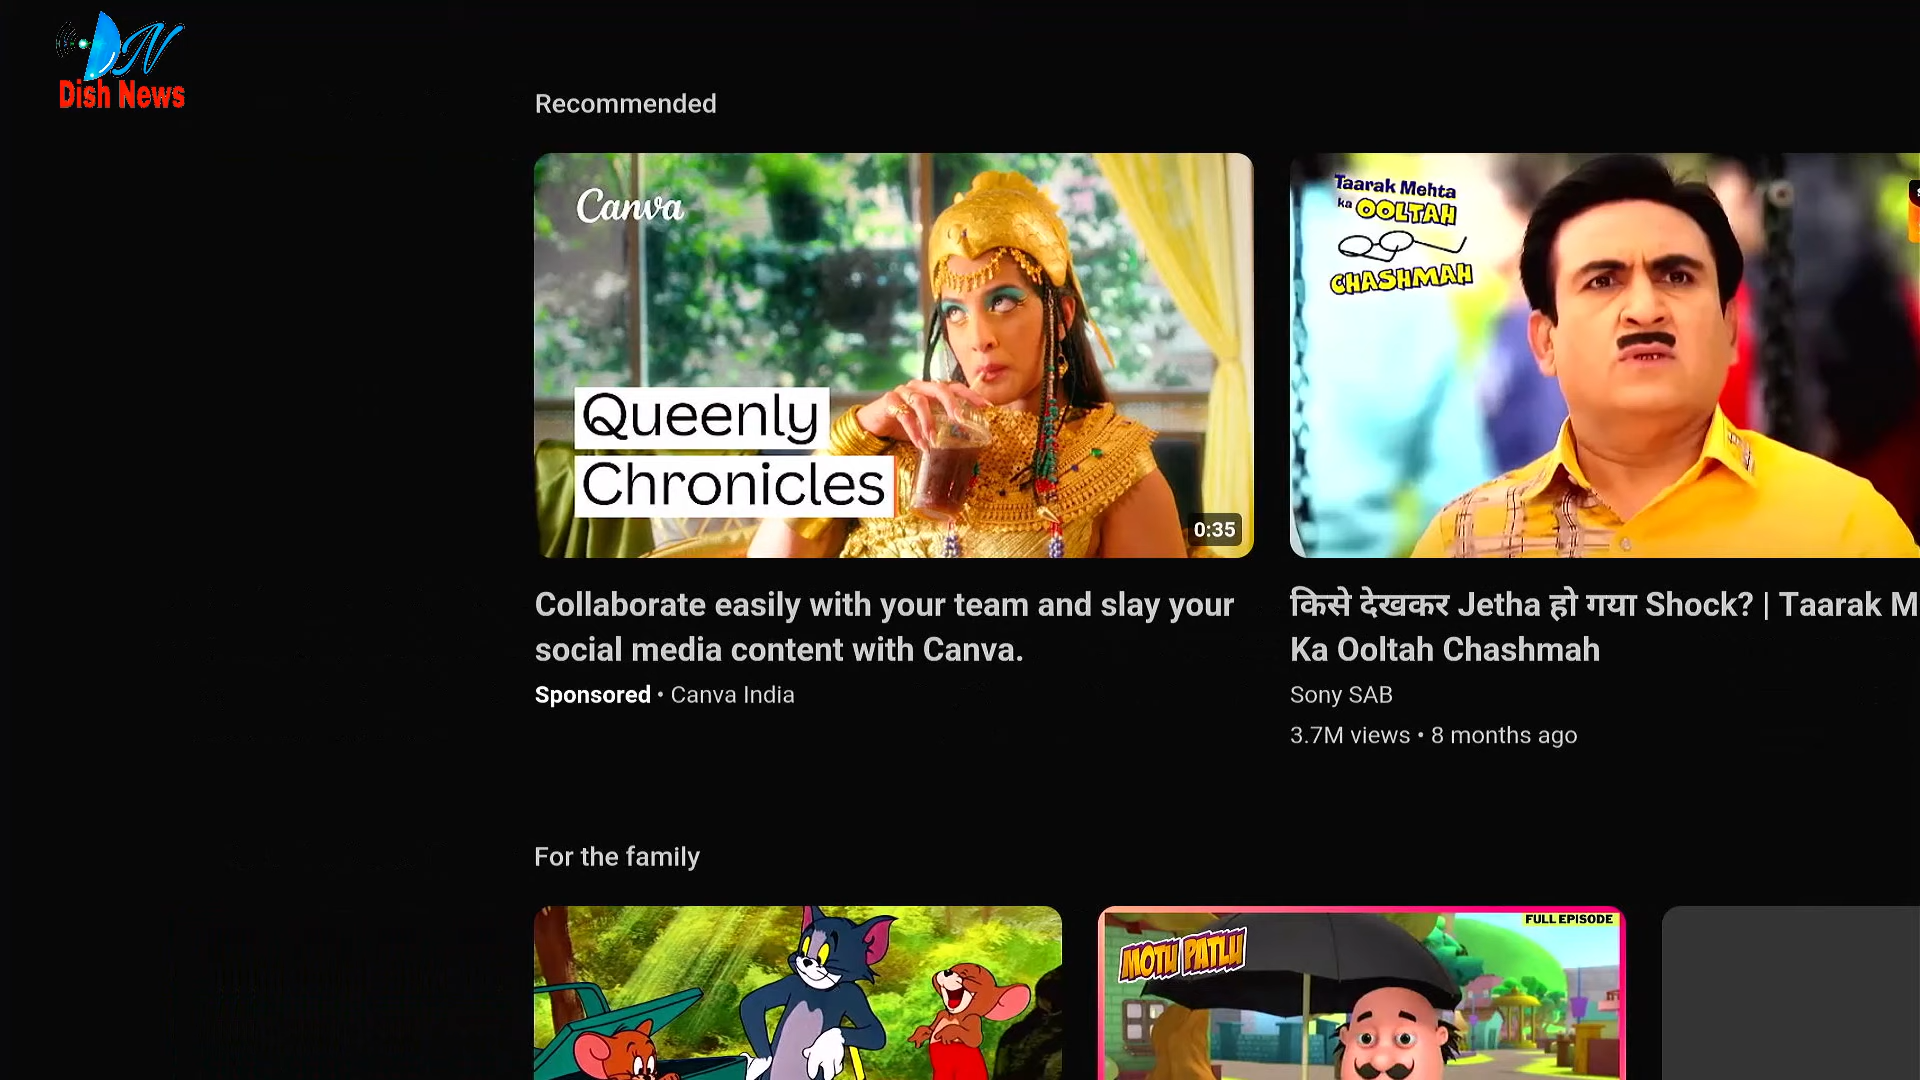 DN
Dish News
Recommended
Canva
Queenly
Chronicles
0:35
Collaborate easily with your team and slay your
social media content with Canva.
Sponsored • Canva India
Taarak Mehta
ka OOLTAH
CHASHMAH
किसे देखकर Jetha हो गया Shock? | Taarak M
Ka Ooltah Chashmah
Sony SAB
3.7M views • 8 months ago
For the family
MOTU PATLU
FULL EPISODE